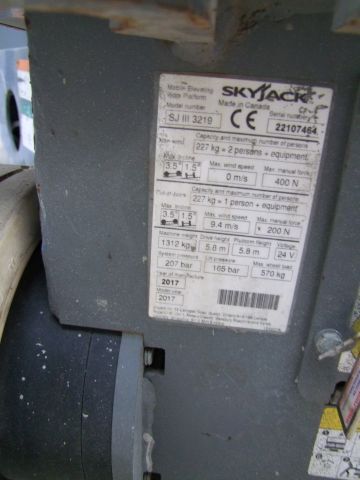 Mobile Elevating
Work Platform
SKYJACK
Made in Canada
Model number
Serial number
SJ III 3219
CE
22107464
Capacity and maximum number of persons
227 kg = 2 persons + equipment
Max. incline
Max. wind speed
Max. manual force
3.5° 1.5°
0 m/s
400 N
Capacity and maximum number of persons
227 kg = 1 person + equipment
Max. incline
Max. wind speed
Max. manual force
3.5° 1.5°
9.4 m/s
200 N
Machine weight
Drive height
Platform height
Voltage
1312 kg
5.8 m
5.8 m
24 V
System pressure
Lift pressure
Max. wheel load
207 bar
165 bar
570 kg
Year of manufacture
2017
Model year
2017